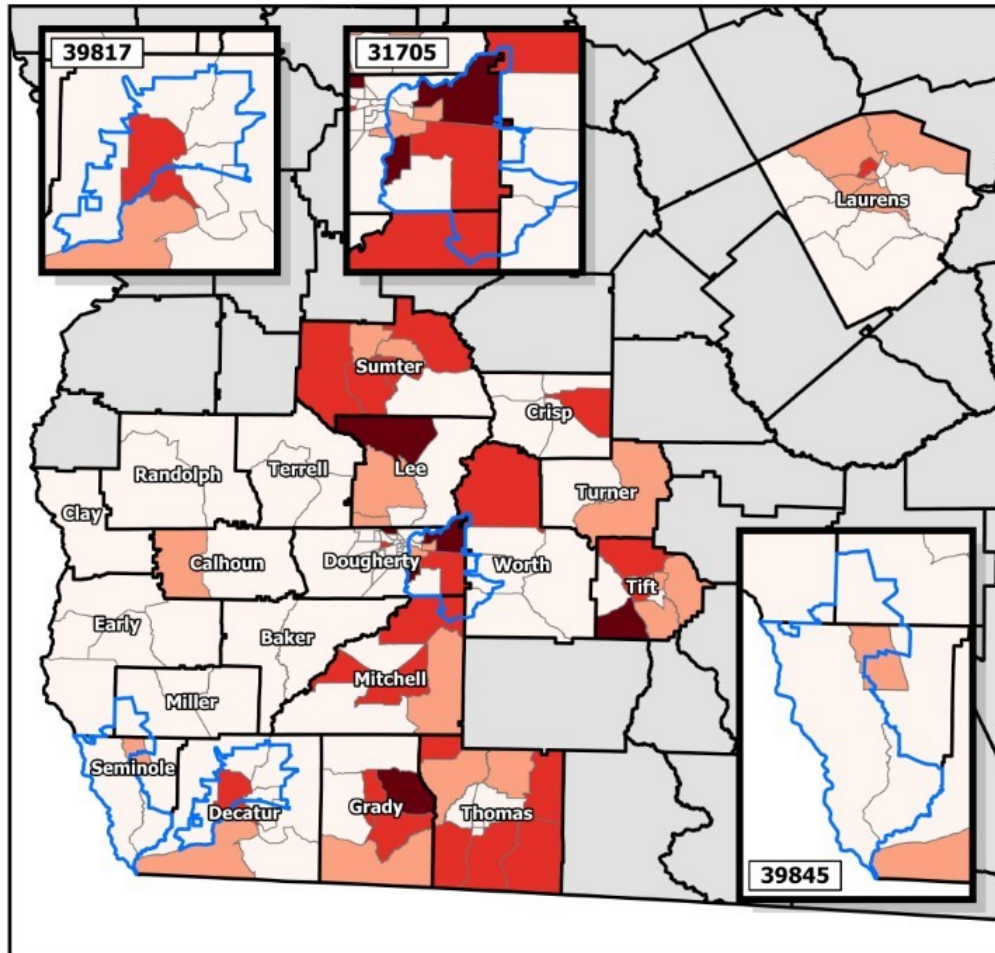 39817
31705
Laurens
Sumter
Crisp
Randolph
Terrell
Lee
Turner
Clay
Calhoun
Dougherty
Worth
Tift
Early
Baker
Mitchell
Miller
Seminole
Decatur
Grady
Thomas
39845